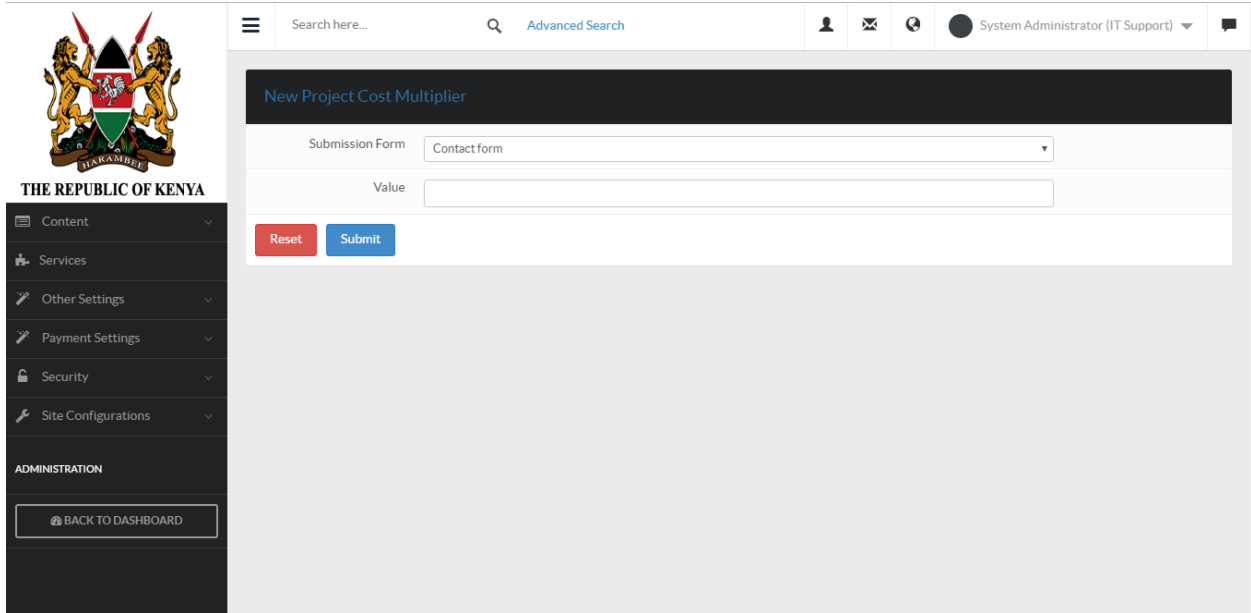 Search here...
Advanced Search
System Administrator (IT Support)
HARAMBEE
THE REPUBLIC OF KENYA
Content
Services
Other Settings
Payment Settings
Security
Site Configurations
ADMINISTRATION
BACK TO DASHBOARD
New Project Cost Multiplier
Submission Form
Contact form
Value
Reset
Submit